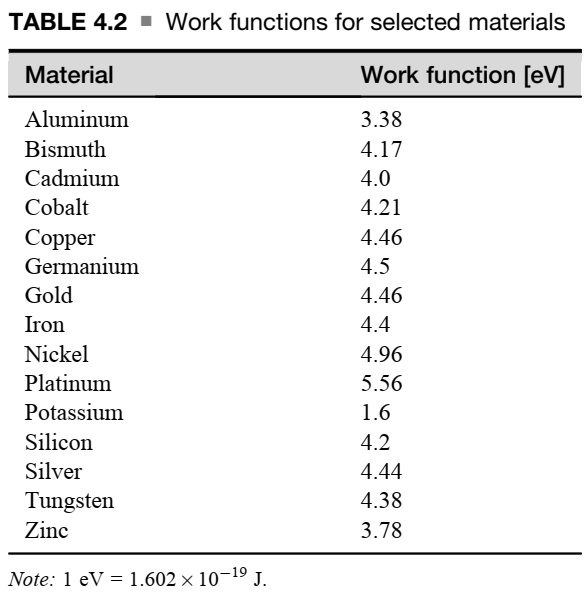 TABLE 4.2 ■ Work functions for selected materials
Material Work function [eV]
Aluminum 3.38
Bismuth 4.17
Cadmium 4.0
Cobalt 4.21
Copper 4.46
Germanium 4.5
Gold 4.46
Iron 4.4
Nickel 4.96
Platinum 5.56
Potassium 1.6
Silicon 4.2
Silver 4.44
Tungsten 4.38
Zinc 3.78
Note: 1 eV = 1.602 × 10⁻¹⁹ J.